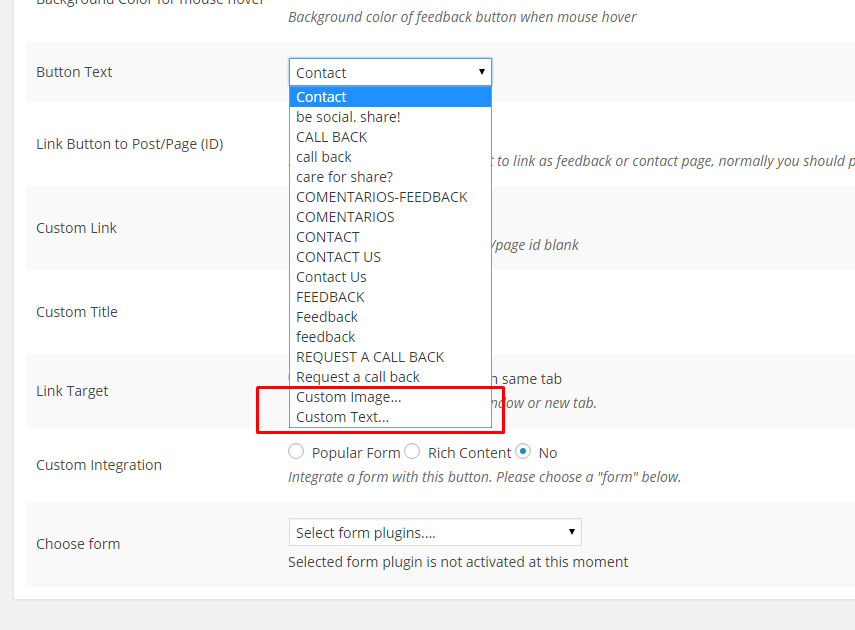 Background Color for mouse hover
Background color of feedback button when mouse hover
Button Text
Contact
Contact
be social. share!
CALL BACK
call back
care for share?
COMENTARIOS-FEEDBACK
COMENTARIOS
CONTACT
CONTACT US
Contact Us
FEEDBACK
Feedback
feedback
REQUEST A CALL BACK
Request a call back
Custom Image...
Custom Text...
Link Button to Post/Page (ID)
to link as feedback or contact page, normally you should
Custom Link
/page id blank
Custom Title
Link Target
same tab
or new tab.
Custom Integration
Popular Form Rich Content No
Integrate a form with this button. Please choose a "form" below.
Choose form
Select form plugins....
Selected form plugin is not activated at this moment